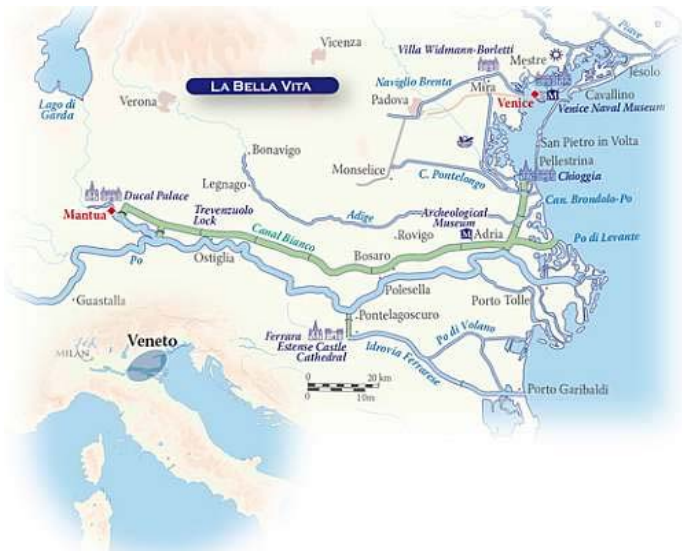 Vicenza
Villa Widmann-Borletti
Mestre
Piave
LA BELLA VITA
Naviglio Brenta
Mira
Jesolo
Lago di
Garda
Verona
Padova
Venice
M
Cavallino
Venice Naval Museum
Bonavigo
San Pietro in Volta
Pellestrina
Monselice
C. Pontelongo
Chioggia
Legnago
Ducal Palace
Can. Brondolo-Po
Mantua
Trevenzuolo
Lock
Adige
Archeological
Museum
M
Adria
Canal Bianco
Rovigo
Po di Levante
Po
Ostiglia
Bosaro
Polesella
Guastalla
Porto Tolle
Pontelagoscuro
Veneto
Ferrara
Estense Castle
Cathedral
Po di Volano
MILAN
Idrovia Ferrarese
0
20 km
0
10m
Porto Garibaldi